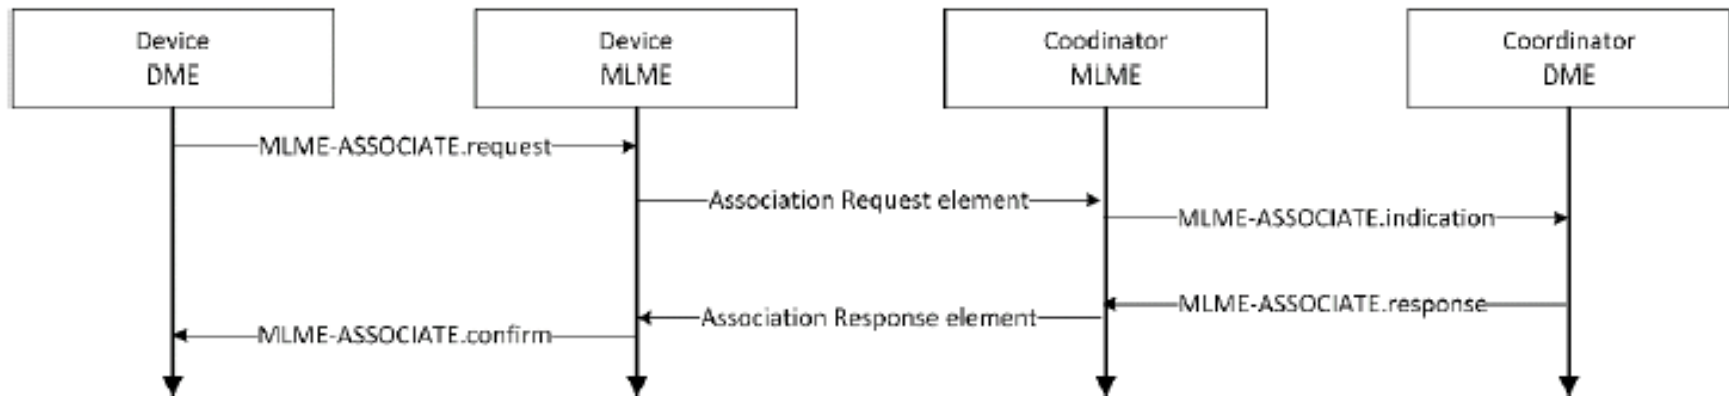 Device
DME
Device
MLME
Coodinator
MLME
Coordinator
DME
MLME-ASSOCIATE.request
Association Request element
MLME-ASSOCIATE.indication
MLME-ASSOCIATE.response
Association Response element
MLME-ASSOCIATE.confirm